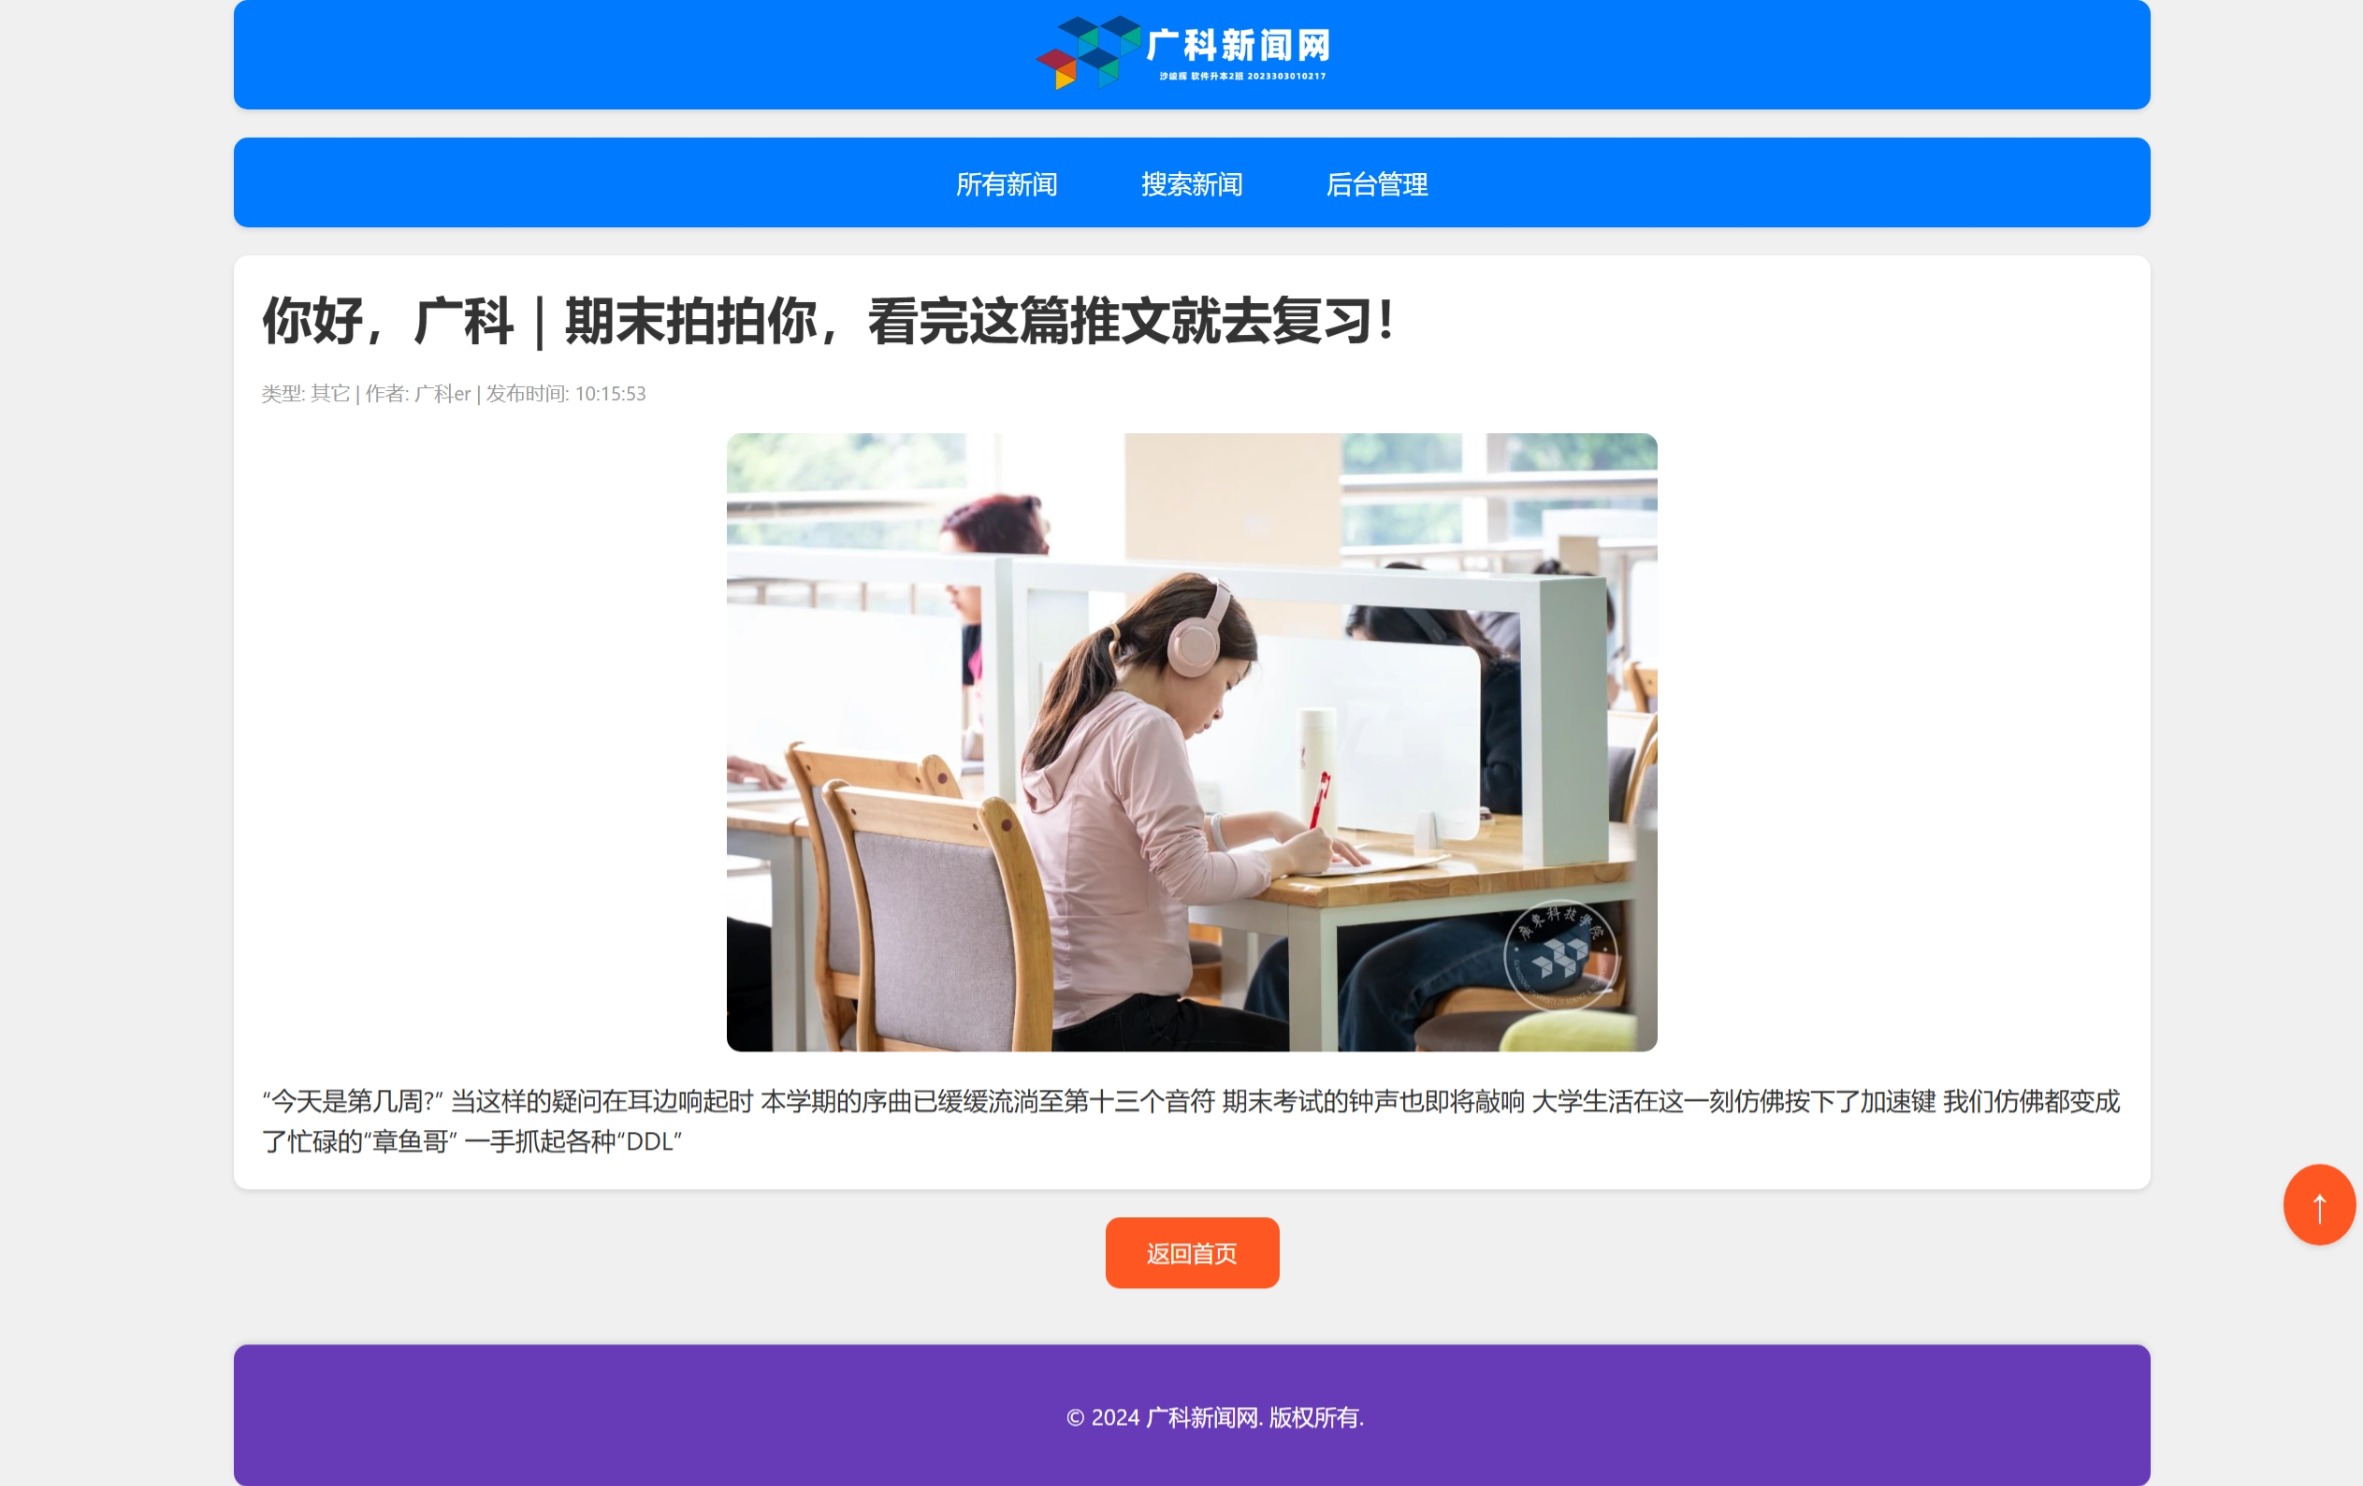 广科新闻网
沙峻辉 软件升本2班 2023303010217
所有新闻 搜索新闻 后台管理
你好，广科 | 期末拍拍你，看完这篇推文就去复习！
类型: 其它 | 作者: 广科er | 发布时间: 10:15:53
廣東科技學院
“今天是第几周?” 当这样的疑问在耳边响起时 本学期的序曲已缓缓流淌至第十三个音符 期末考试的钟声也即将敲响 大学生活在这一刻仿佛按下了加速键 我们仿佛都变成
了忙碌的“章鱼哥” 一手抓起各种“DDL”
↑
返回首页
© 2024 广科新闻网. 版权所有.